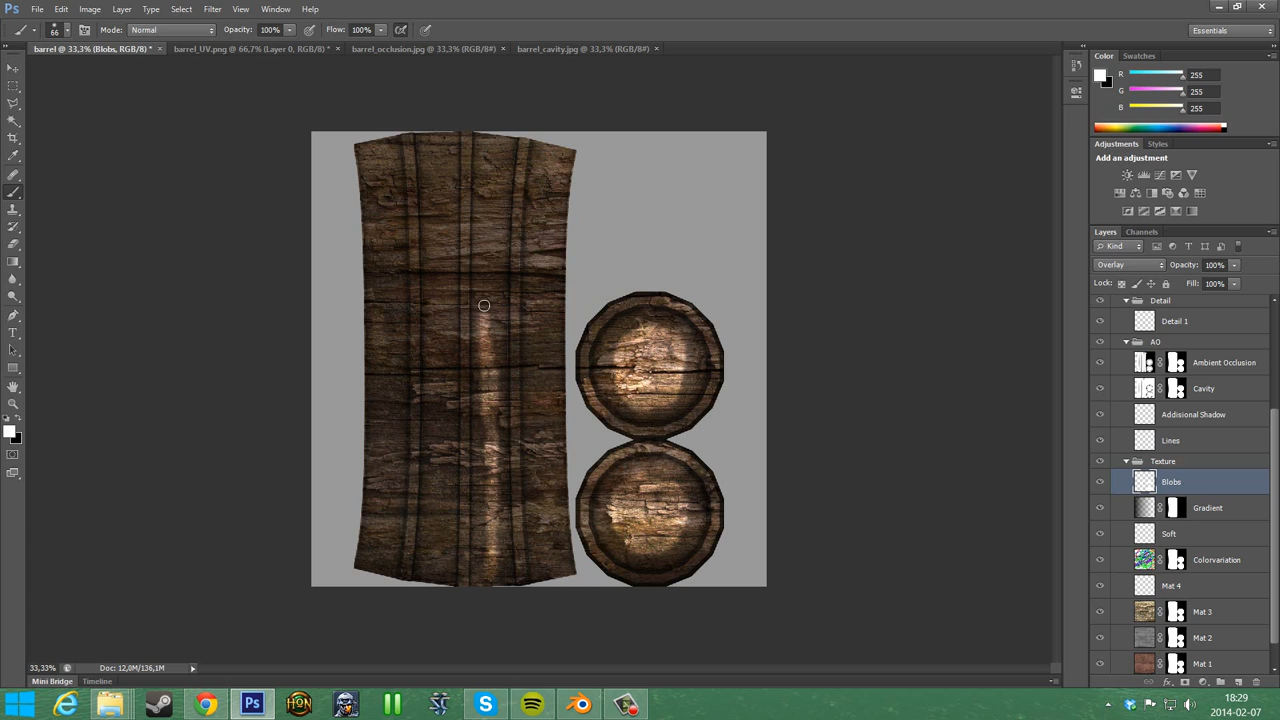 Ps File Edit Image Layer Type Select Filter View Window Help
66 Mode: Normal Opacity: 100% Flow: 100% Essentials
barrel @ 33,3% (Blobs, RGB/8) * × barrel_UV.png @ 66,7% (Layer 0, RGB/8) * × barrel_occlusion.jpg @ 33,3% (RGB/8#) × barrel_cavity.jpg @ 33,3% (RGB/8#) ×
Color Swatches
R 255
G 255
B 255
Adjustments Styles
Add an adjustment
Layers Channels
Kind
Overlay Opacity: 100%
Lock: Fill: 100%
Detail
Detail 1
AO
Ambient Occlusion
Cavity
Addisional Shadow
Lines
Texture
Blobs
Gradient
Soft
Colorvariation
Mat 4
Mat 3
Mat 2
Mat 1
33,33% Doc: 12,0M/136,1M
Mini Bridge Timeline
Ps HON
18:29
2014-02-07